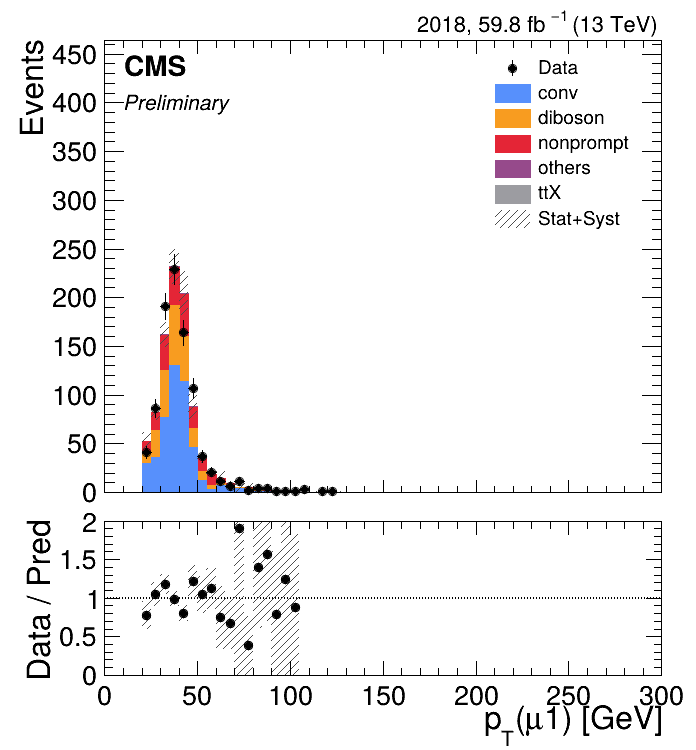 2018, 59.8 fb⁻¹ (13 TeV)
Events
450
400
350
300
250
200
150
100
50
0
CMS
Preliminary
Data
conv
diboson
nonprompt
others
ttX
Stat+Syst
Data / Pred
2
1.5
1
0.5
0
0 50 100 150 200 250 300
p_T(μ1) [GeV]